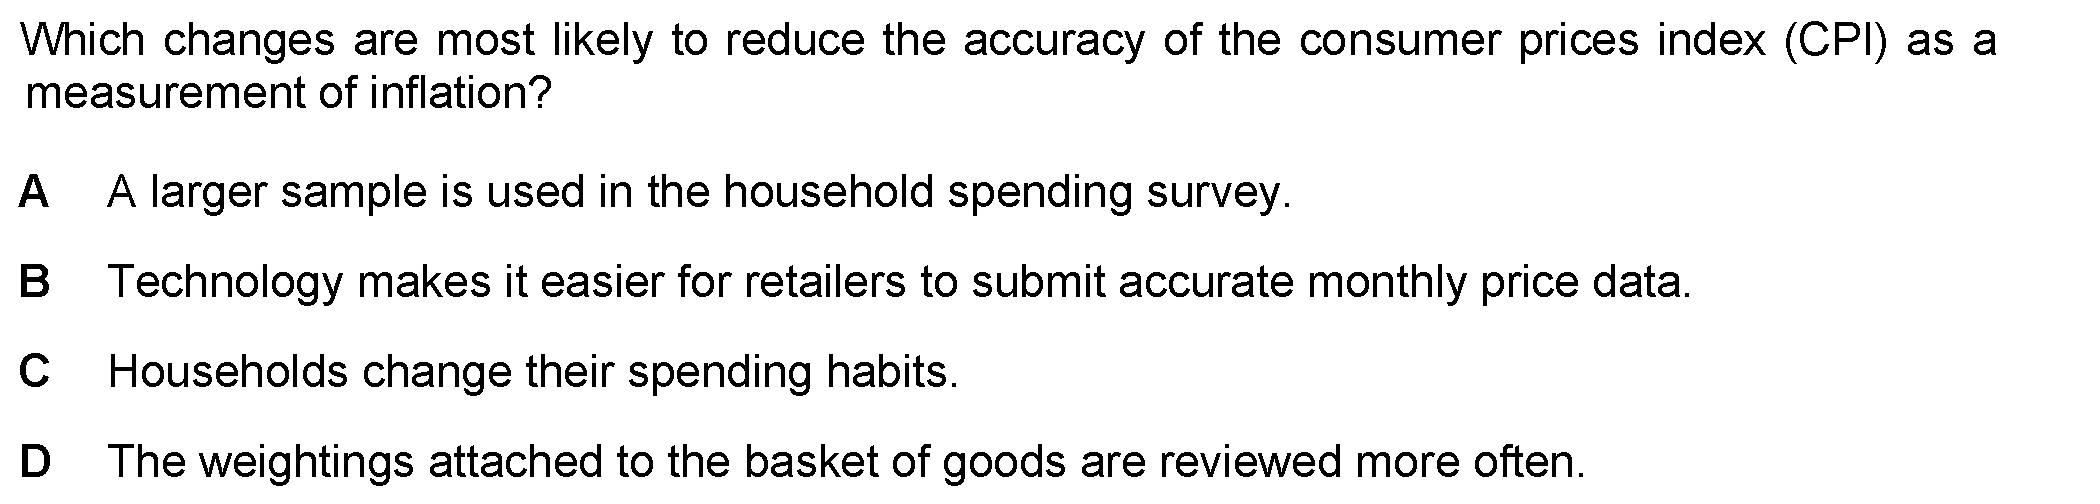 Which changes are most likely to reduce the accuracy of the consumer prices index (CPI) as a
measurement of inflation?
A A larger sample is used in the household spending survey.
B Technology makes it easier for retailers to submit accurate monthly price data.
C Households change their spending habits.
D The weightings attached to the basket of goods are reviewed more often.